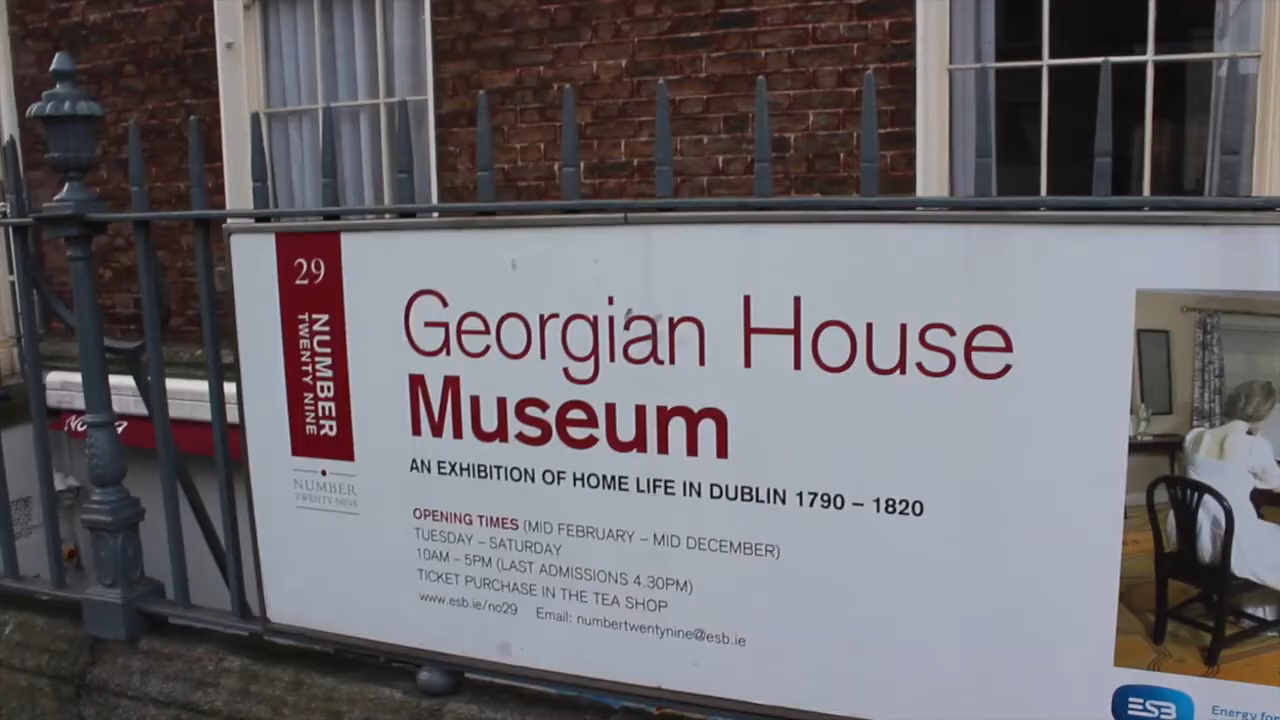 29
NUMBER
TWENTY NINE
NUMBER
TWENTY NINE
Georgian House
Museum
AN EXHIBITION OF HOME LIFE IN DUBLIN 1790 – 1820
OPENING TIMES (MID FEBRUARY – MID DECEMBER)
TUESDAY – SATURDAY
10AM – 5PM (LAST ADMISSIONS 4.30PM)
TICKET PURCHASE IN THE TEA SHOP
www.esb.ie/no29 Email: numbertwentynine@esb.ie
ESB
Energy for